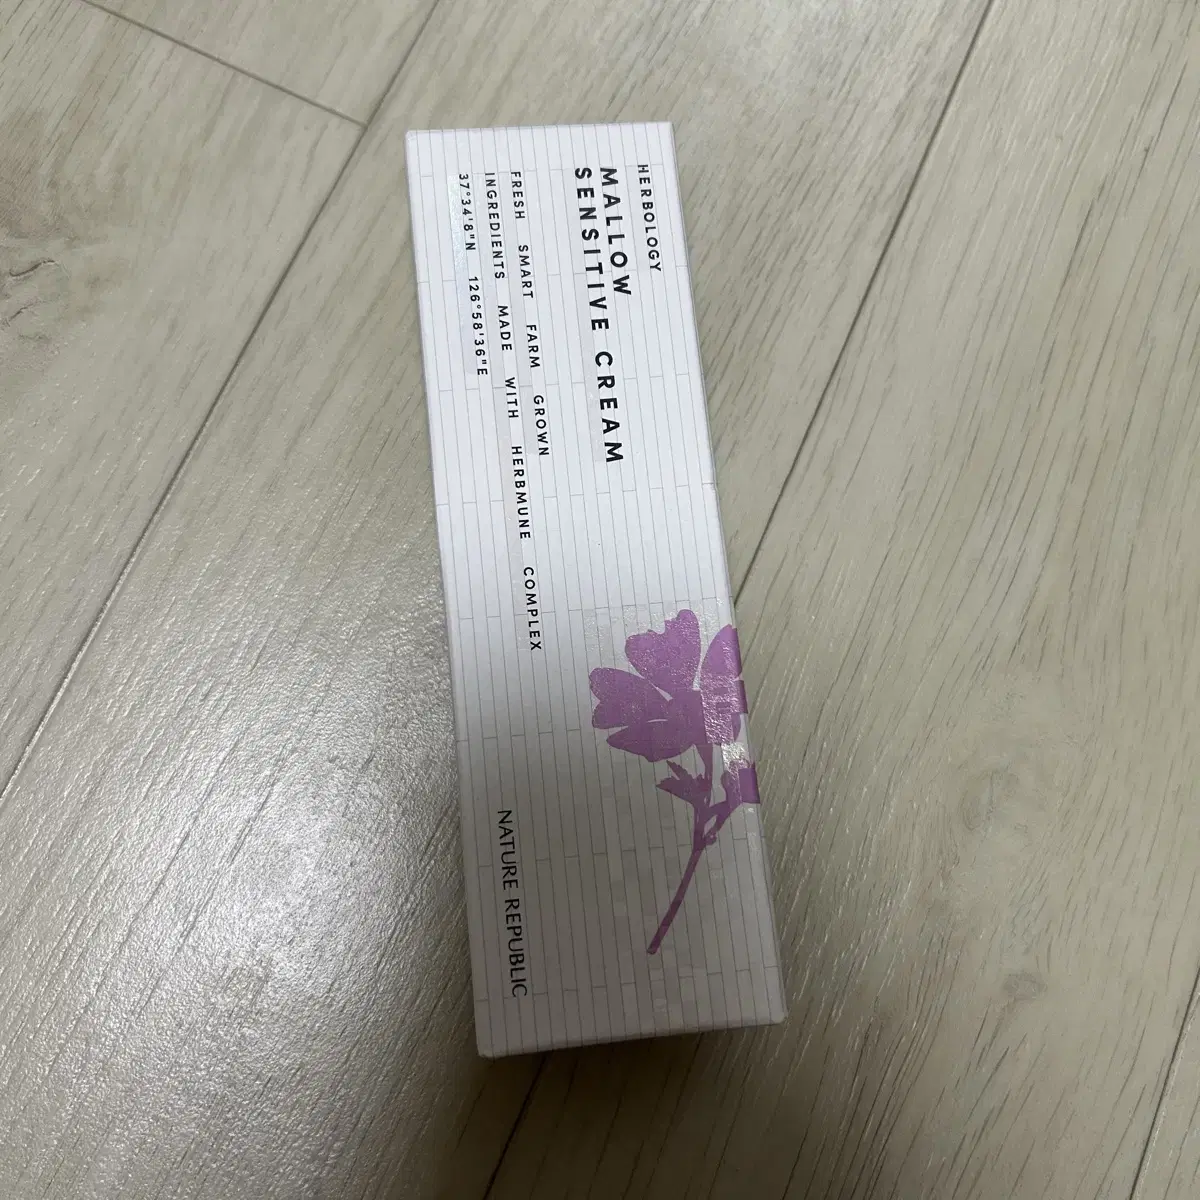 HERBOLOGY
MALLOW
SENSITIVE CREAM
FRESH SMART FARM GROWN
INGREDIENTS MADE WITH HERBMUNE COMPLEX
37°34'8"N 126°58'36"E
NATURE REPUBLIC